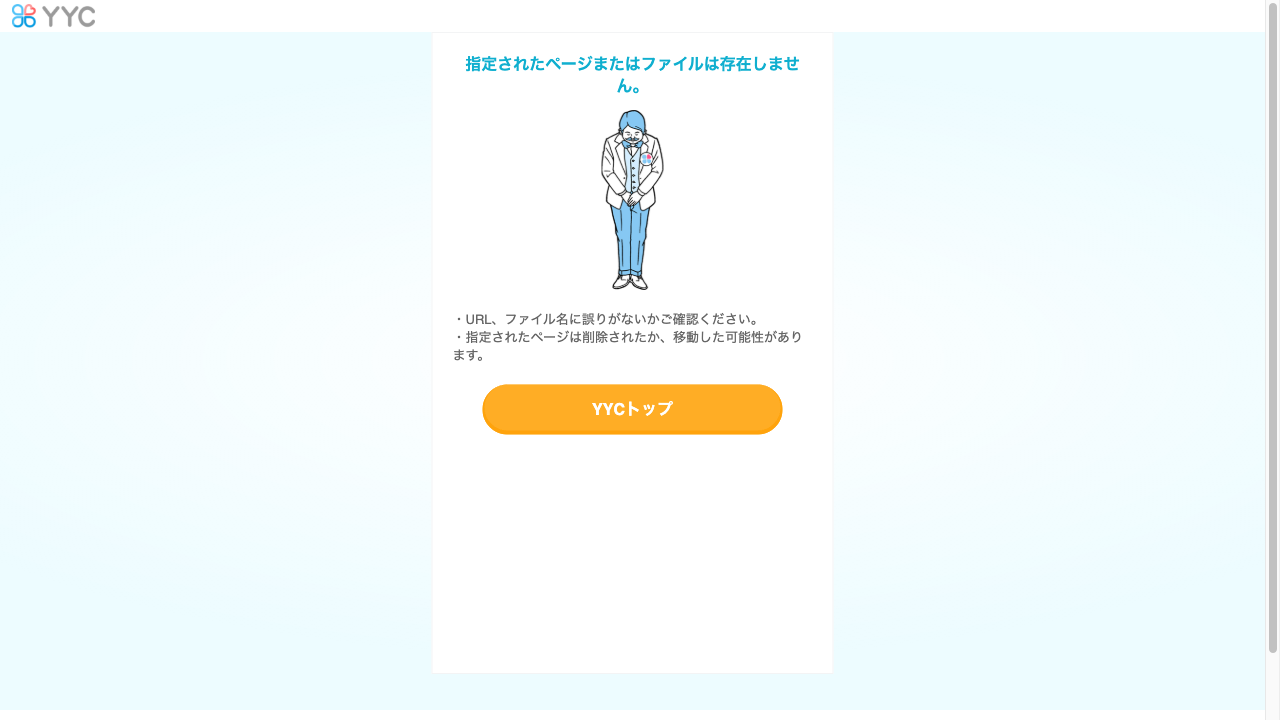 YYC
指定されたページまたはファイルは存在しませ
ん。
・URL、ファイル名に誤りがないかご確認ください。
・指定されたページは削除されたか、移動した可能性があり
ます。
YYCトップ